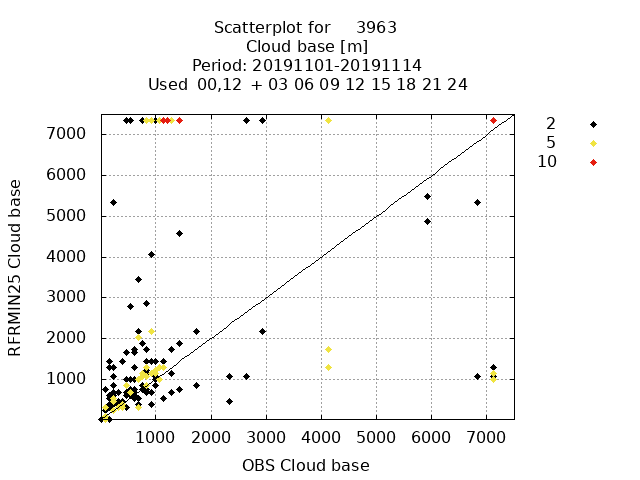 Scatterplot for 3963
Cloud base [m]
Period: 20191101-20191114
Used 00,12 + 03 06 09 12 15 18 21 24
2
5
10
7000
6000
5000
4000
3000
2000
1000
RFRMIN25 Cloud base
1000 2000 3000 4000 5000 6000 7000
OBS Cloud base